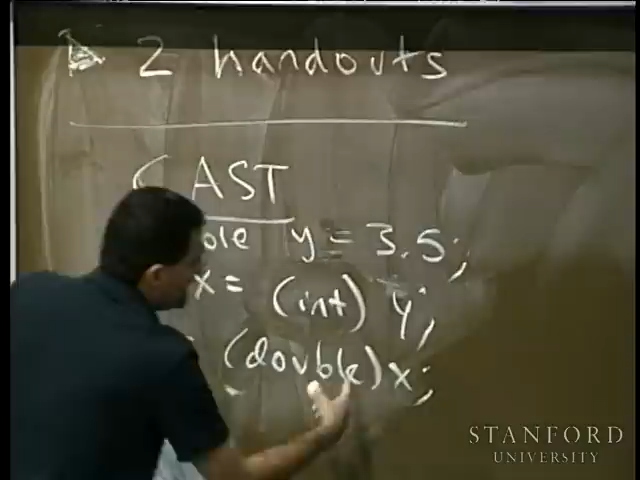 2 handouts
CAST
ole y = 3.5;
x = (int) y;
(double) x;
STANFORD
UNIVERSITY